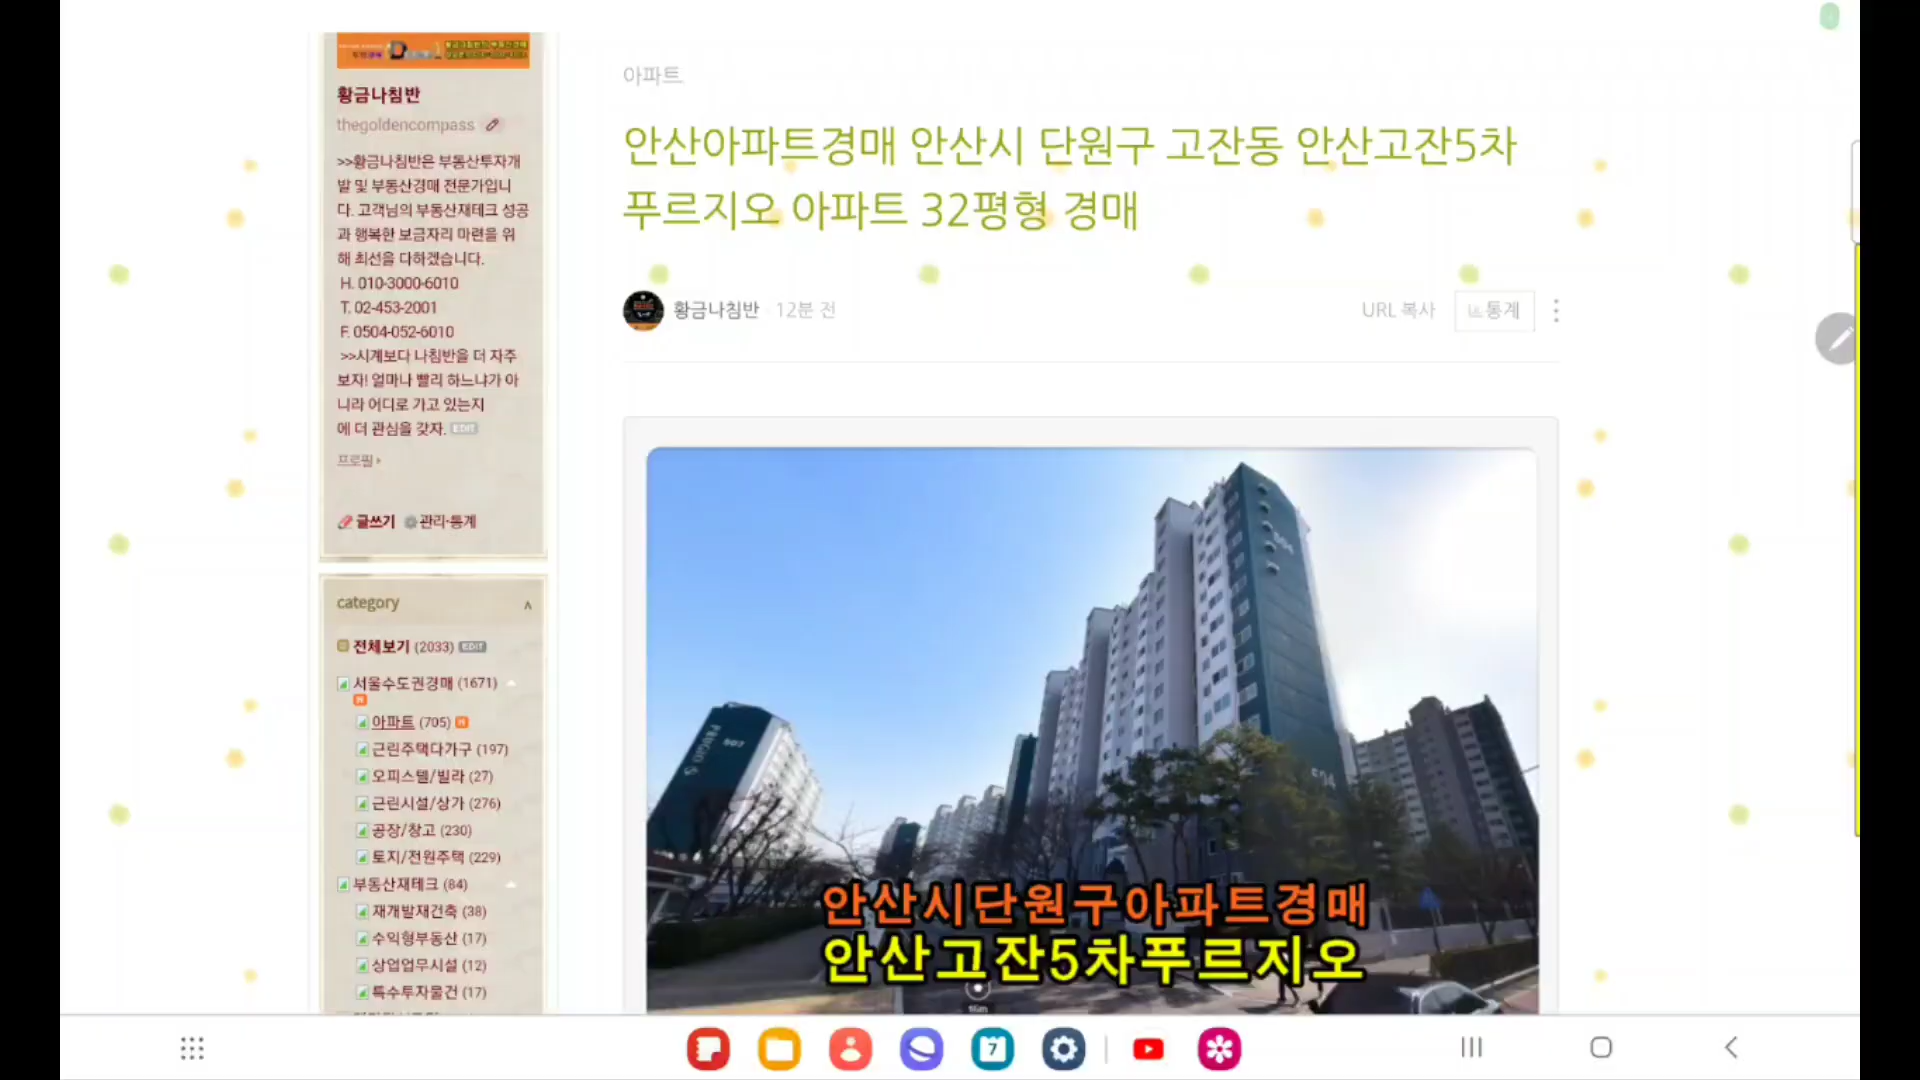 황금나침반
thegoldencompass
>>황금나침반은 부동산투자개
발 및 부동산경매 전문가입니
다. 고객님의 부동산재테크 성공
과 행복한 보금자리 마련을 위
해 최선을 다하겠습니다.
H. 010-3000-6010
T. 02-453-2001
F. 0504-052-6010
>>시계보다 나침반을 더 자주
보자! 얼마나 빨리 하느냐가 아
니라 어디로 가고 있는지
에 더 관심을 갖자. EDIT
프로필
글쓰기 관리·통계
category
전체보기 (2033) EDIT
서울수도권경매 (1671)
아파트 (705)
근린주택다가구 (197)
오피스텔/빌라 (27)
근린시설/상가 (276)
공장/창고 (230)
토지/전원주택 (229)
부동산재테크 (84)
재개발재건축 (38)
수익형부동산 (17)
상업업무시설 (12)
특수투자물건 (17)
아파트
안산아파트경매 안산시 단원구 고잔동 안산고잔5차
푸르지오 아파트 32평형 경매
황금나침반 12분 전
URL 복사 통계
PRUGIO 507
504
안산시단원구아파트경매
안산고잔5차푸르지오
7